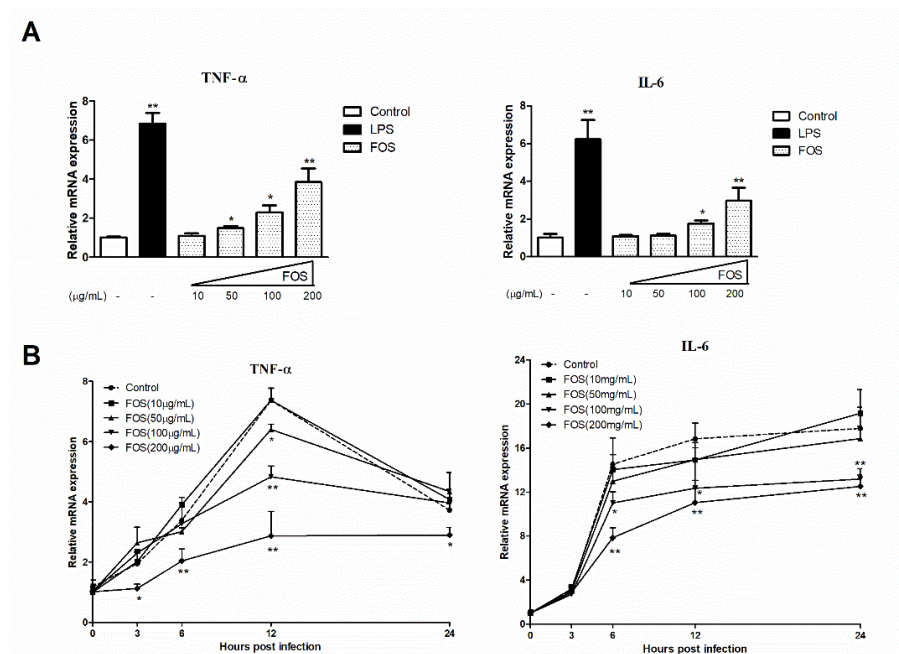 A
TNF-α
Relative mRNA expression
8
6
4
2
0
**
*
*
**
Control
LPS
FOS
FOS
(μg/mL) - - 10 50 100 200
IL-6
Relative mRNA expression
8
6
4
2
0
**
*
**
Control
LPS
FOS
FOS
(μg/mL) - - 10 50 100 200
B
TNF-α
Relative mRNA expression
8
6
4
2
0
Control
FOS(10μg/mL)
FOS(50μg/mL)
FOS(100μg/mL)
FOS(200μg/mL)
*
**
*
**
**
*
0 3 6 12 24
Hours post infection
IL-6
Relative mRNA expression
24
20
16
12
8
4
0
Control
FOS(10mg/mL)
FOS(50mg/mL)
FOS(100mg/mL)
FOS(200mg/mL)
*
**
*
**
**
**
0 3 6 12 24
Hours post infection